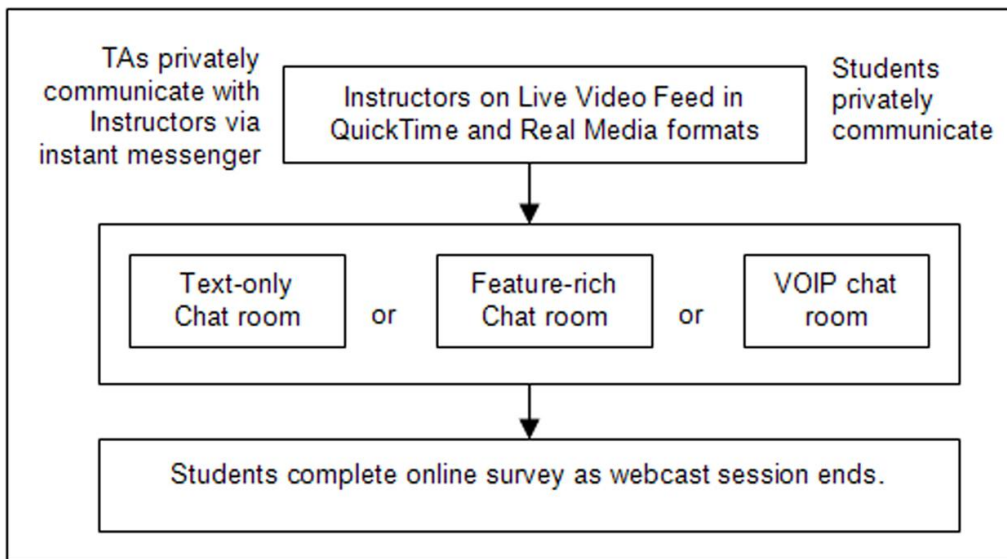 TAs privately
communicate with
Instructors via
instant messenger
Instructors on Live Video Feed in
QuickTime and Real Media formats
Students
privately
communicate
Text-only
Chat room
or
Feature-rich
Chat room
or
VOIP chat
room
Students complete online survey as webcast session ends.